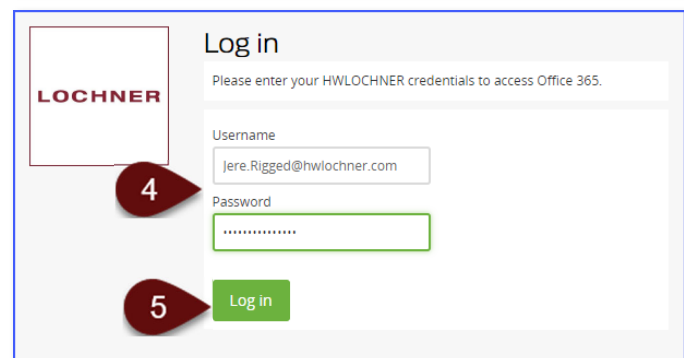 Log in
Please enter your HWLOCHNER credentials to access Office 365.
LOCHNER
Username
Jere.Rigged@hwlochner.com
4
Password
•••••••••••••••
5
Log in